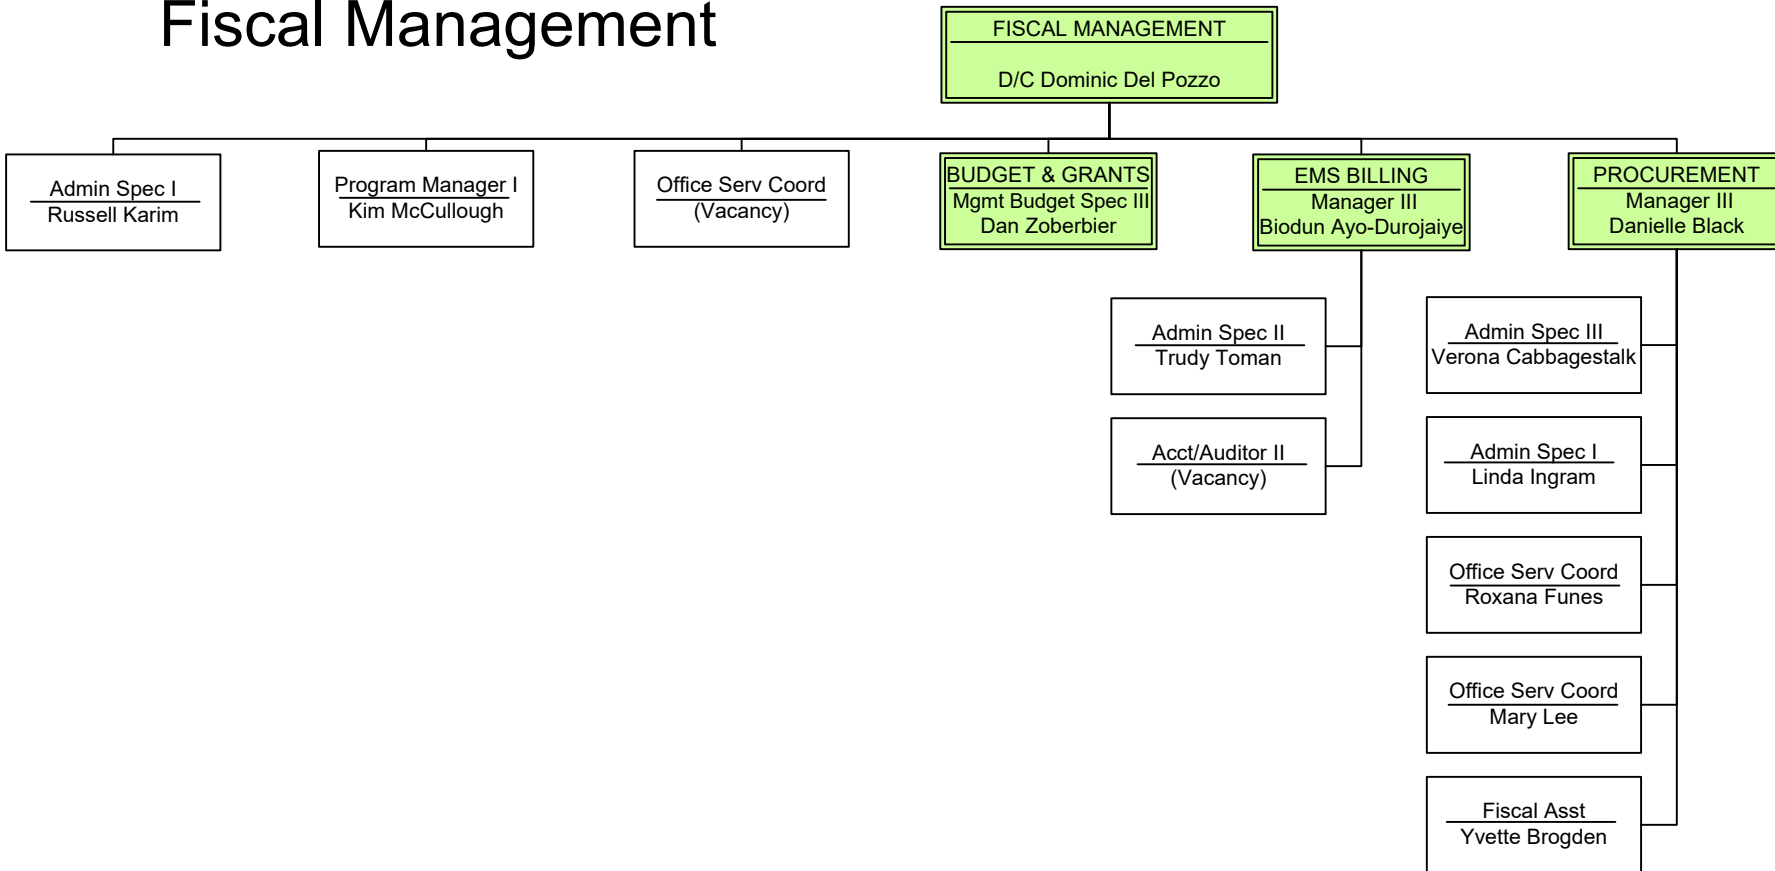 Fiscal Management
FISCAL MANAGEMENT
D/C Dominic Del Pozzo
Admin Spec I
Russell Karim
Program Manager I
Kim McCullough
Office Serv Coord
(Vacancy)
BUDGET & GRANTS
Mgmt Budget Spec III
Dan Zoberbier
EMS BILLING
Manager III
Biodun Ayo-Durojaiye
PROCUREMENT
Manager III
Danielle Black
Admin Spec II
Trudy Toman
Acct/Auditor II
(Vacancy)
Admin Spec III
Verona Cabbagestalk
Admin Spec I
Linda Ingram
Office Serv Coord
Roxana Funes
Office Serv Coord
Mary Lee
Fiscal Asst
Yvette Brogden